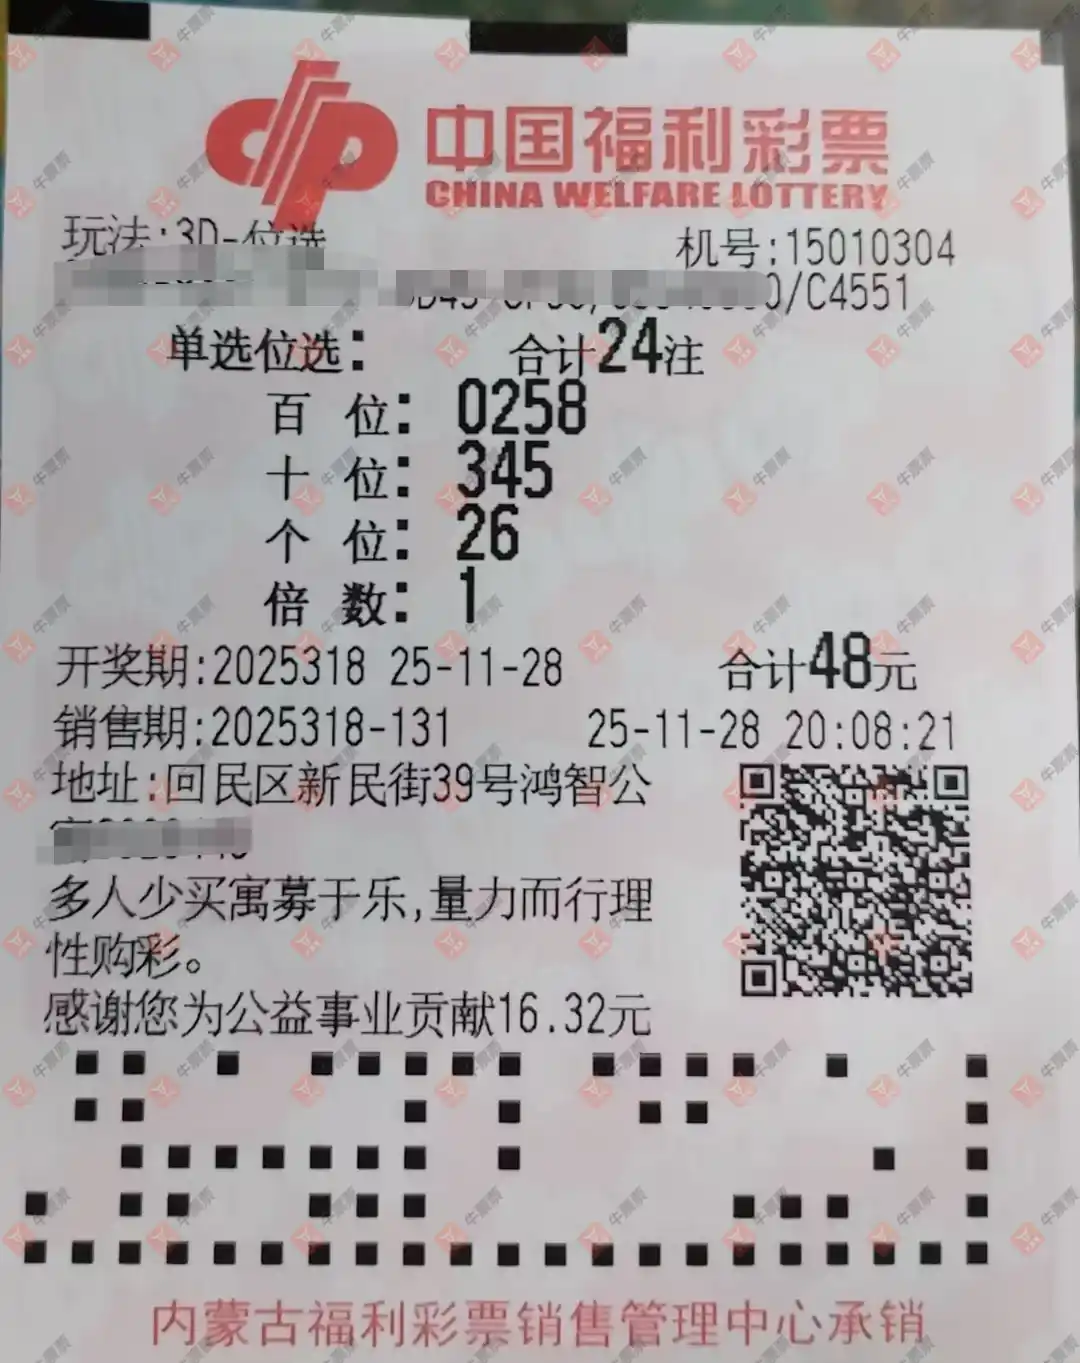 中国福利彩票
CHINA WELFARE LOTTERY
玩法:3D-位选
机号:15010304
0/C4551
单选位选: 合计24注
百 位: 0258
十 位: 345
个 位: 26
倍 数: 1
开奖期:2025318 25-11-28 合计48元
销售期:2025318-131 25-11-28 20:08:21
地址:回民区新民街39号鸿智公
多人少买寓募于乐,量力而行理
性购彩。
感谢您为公益事业贡献16.32元
内蒙古福利彩票销售管理中心承销